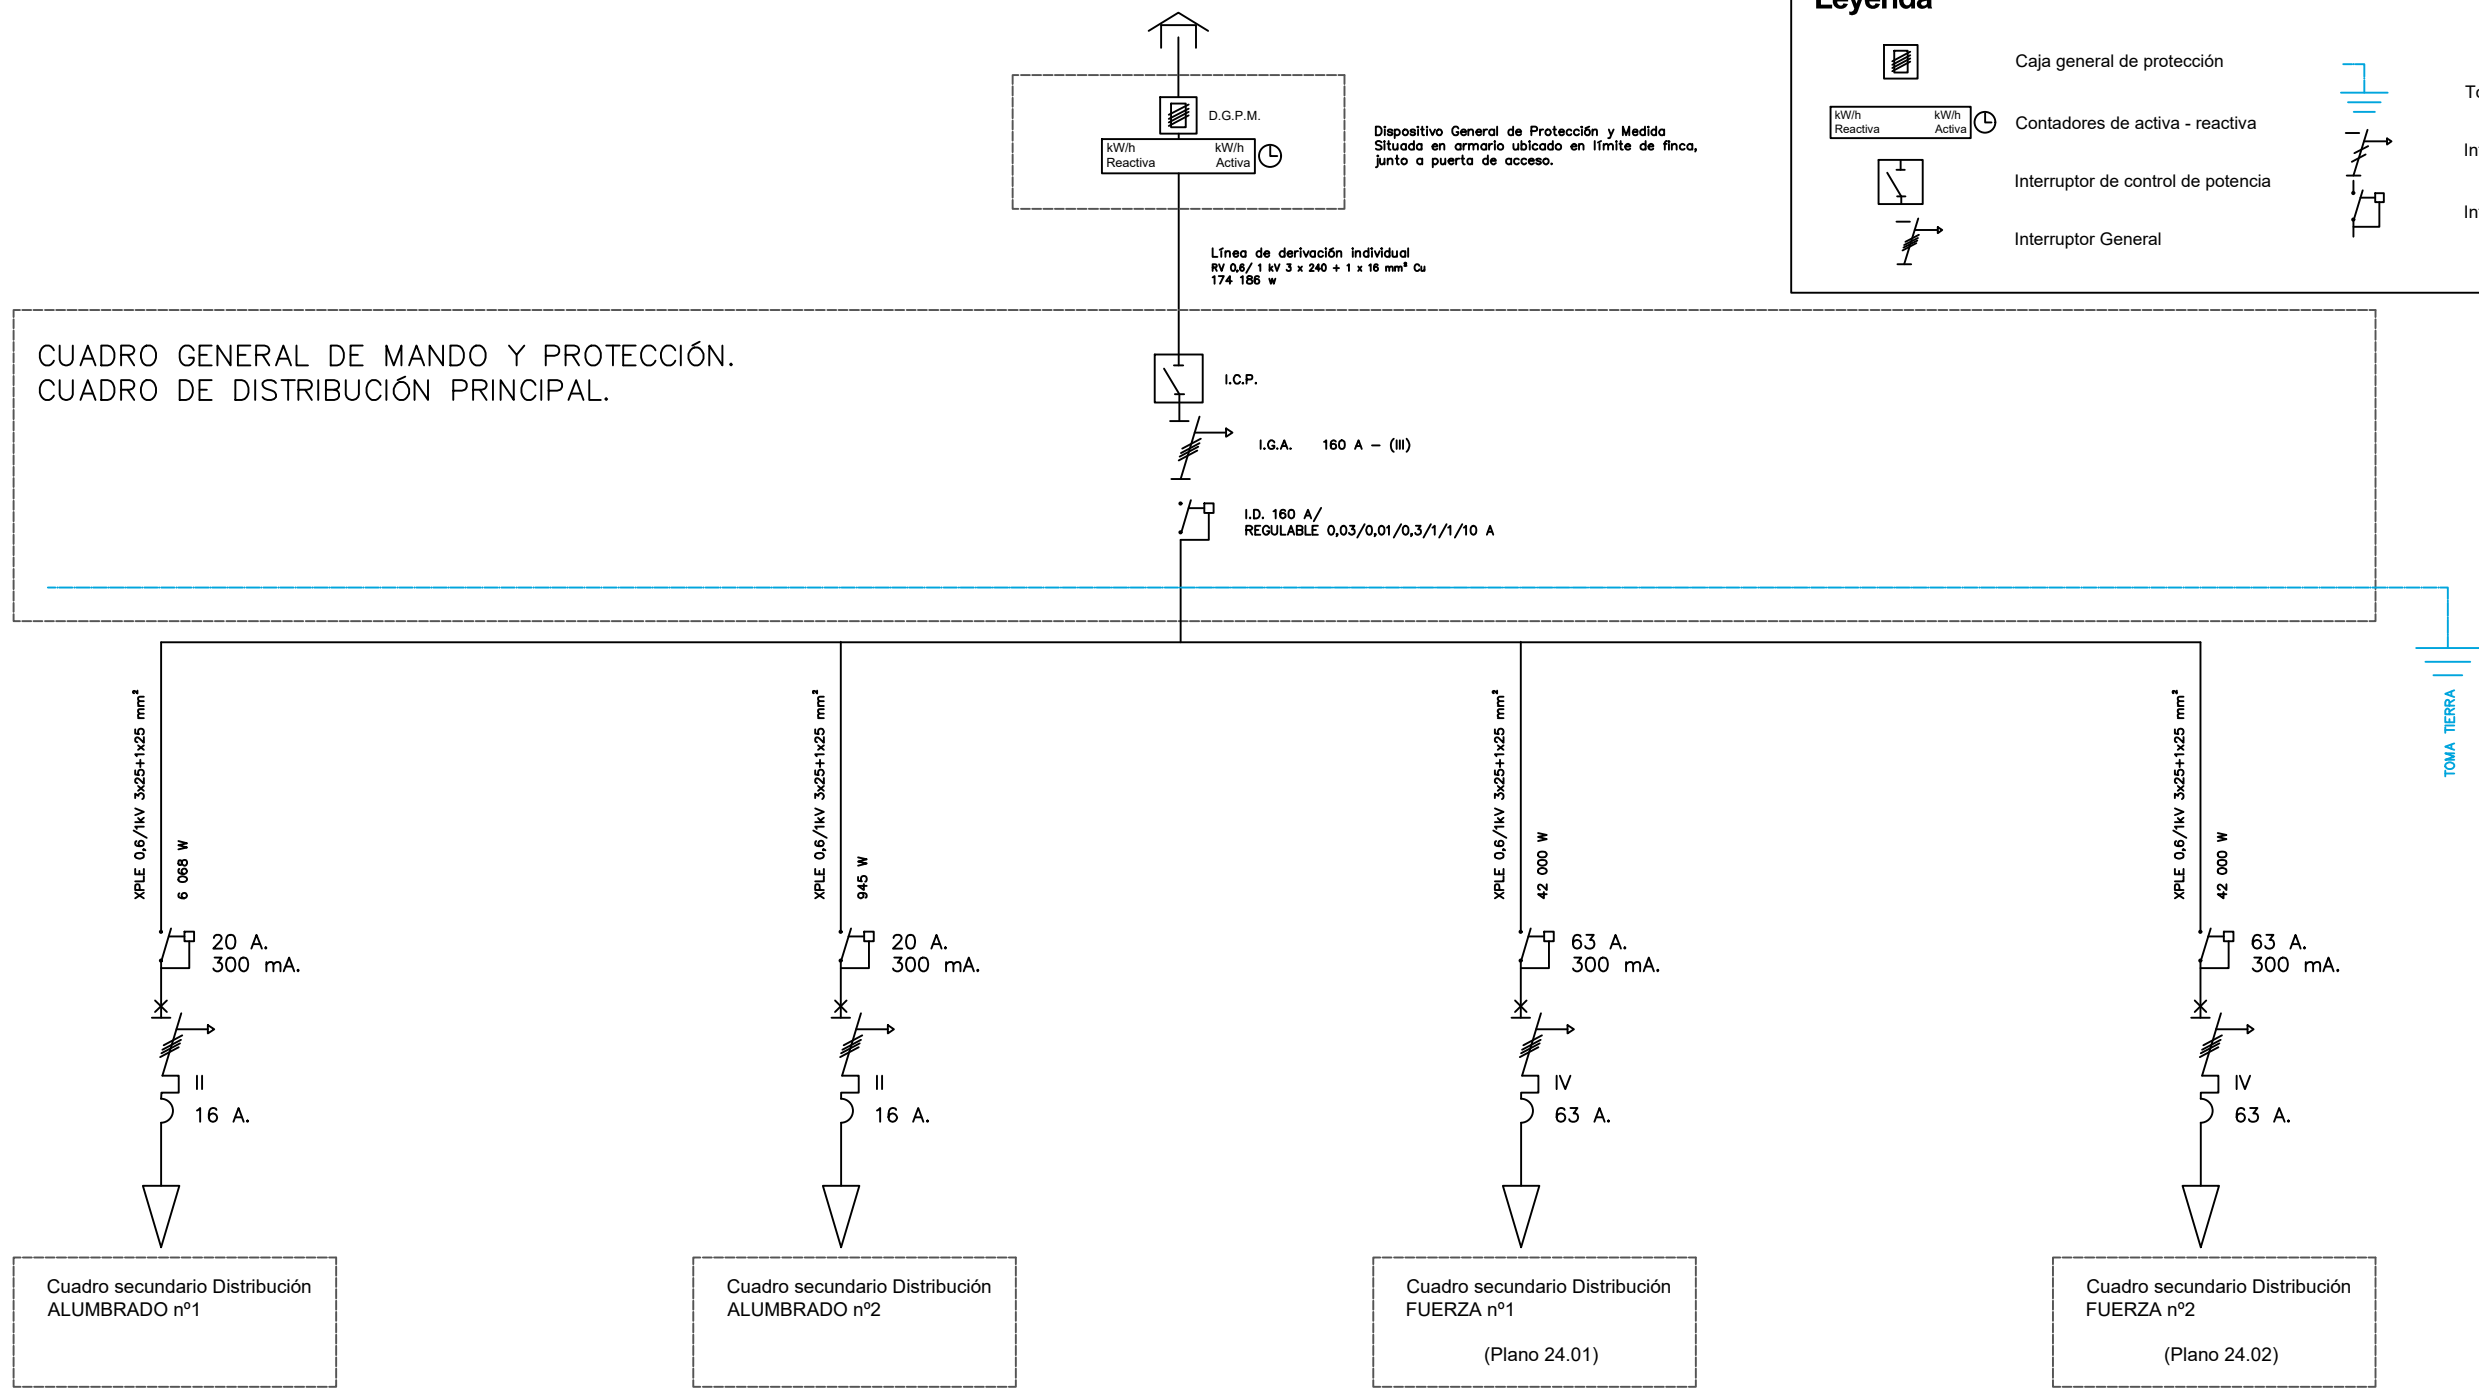 Leyenda
Caja general de protección
kW/h kW/h
Reactiva Activa
Contadores de activa - reactiva
Interruptor de control de potencia
Interruptor General
D.G.P.M.
kW/h kW/h
Reactiva Activa
Dispositivo General de Protección y Medida
Situada en armario ubicado en límite de finca,
junto a puerta de acceso.
Línea de derivación individual
RV 0,6/ 1 kV 3 x 240 + 1 x 16 mm² Cu
174 186 w
CUADRO GENERAL DE MANDO Y PROTECCIÓN.
CUADRO DE DISTRIBUCIÓN PRINCIPAL.
I.C.P.
I.G.A. 160 A - (III)
I.D. 160 A/
REGULABLE 0,03/0,01/0,3/1/1/10 A
TOMA TIERRA
XPLE 0,6/1kV 3x25+1x25 mm²
6 068 W
20 A.
300 mA.
II
16 A.
Cuadro secundario Distribución
ALUMBRADO nº1
XPLE 0,6/1kV 3x25+1x25 mm²
945 W
20 A.
300 mA.
II
16 A.
Cuadro secundario Distribución
ALUMBRADO nº2
XPLE 0,6/1kV 3x25+1x25 mm²
42 000 W
63 A.
300 mA.
IV
63 A.
Cuadro secundario Distribución
FUERZA nº1
(Plano 24.01)
XPLE 0,6/1kV 3x25+1x25 mm²
42 000 W
63 A.
300 mA.
IV
63 A.
Cuadro secundario Distribución
FUERZA nº2
(Plano 24.02)